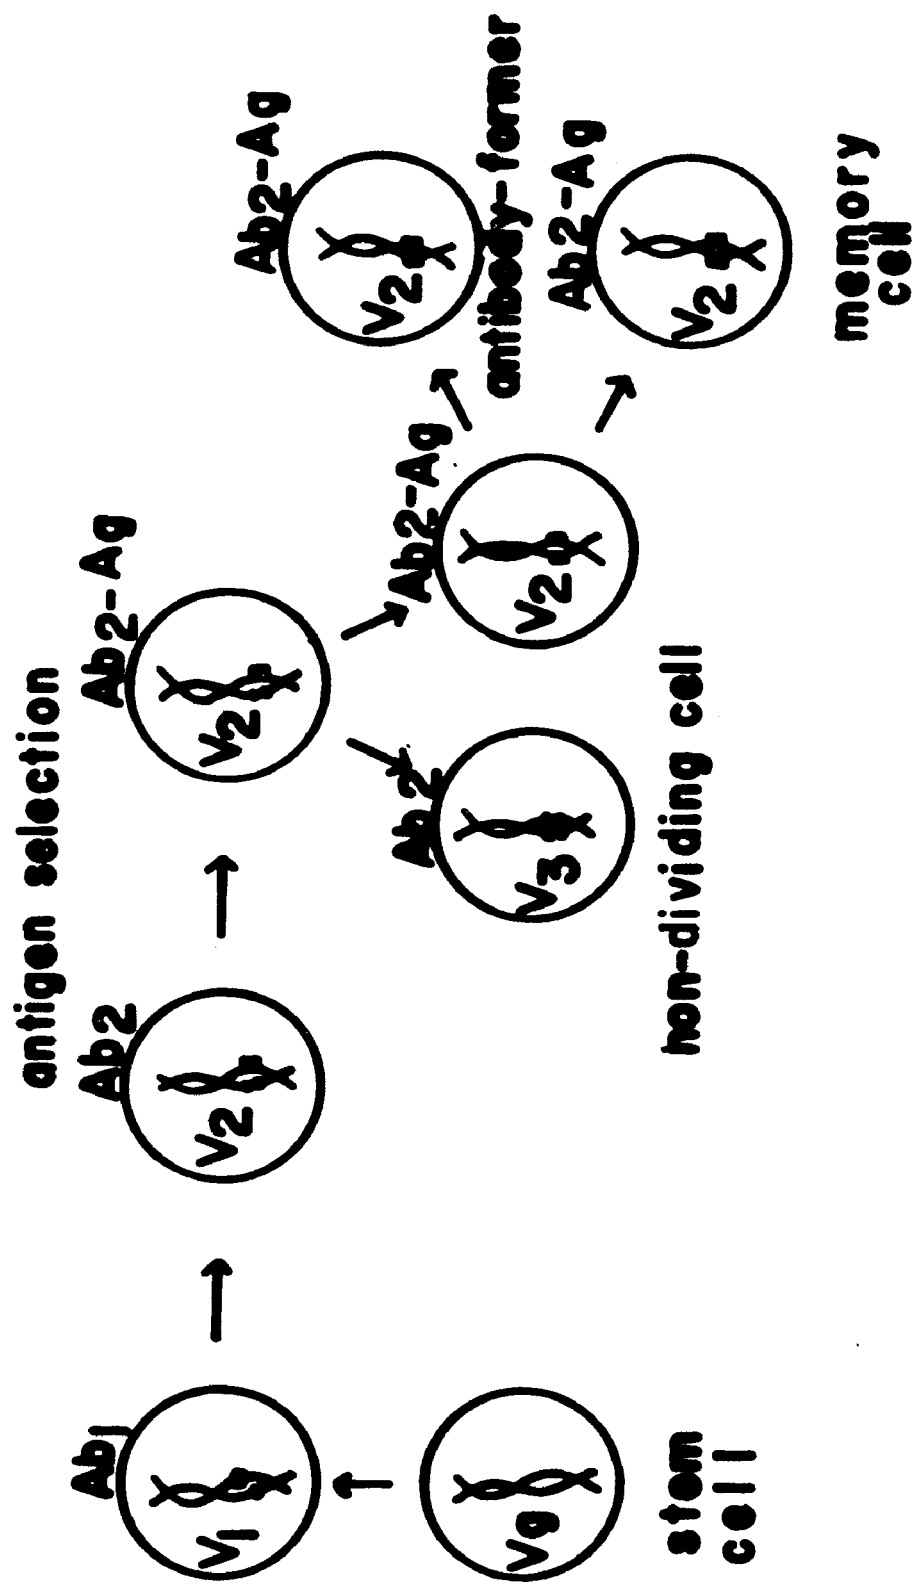 antigen selection
Ab1
V1
Ab2
V2
Ab2-Ag
V2
Vg
stem
cell
Ab2
V3
non-dividing cell
Ab2-Ag
V2
Ab2-Ag
V2
antibody-former
Ab2-Ag
V2
memory
cell